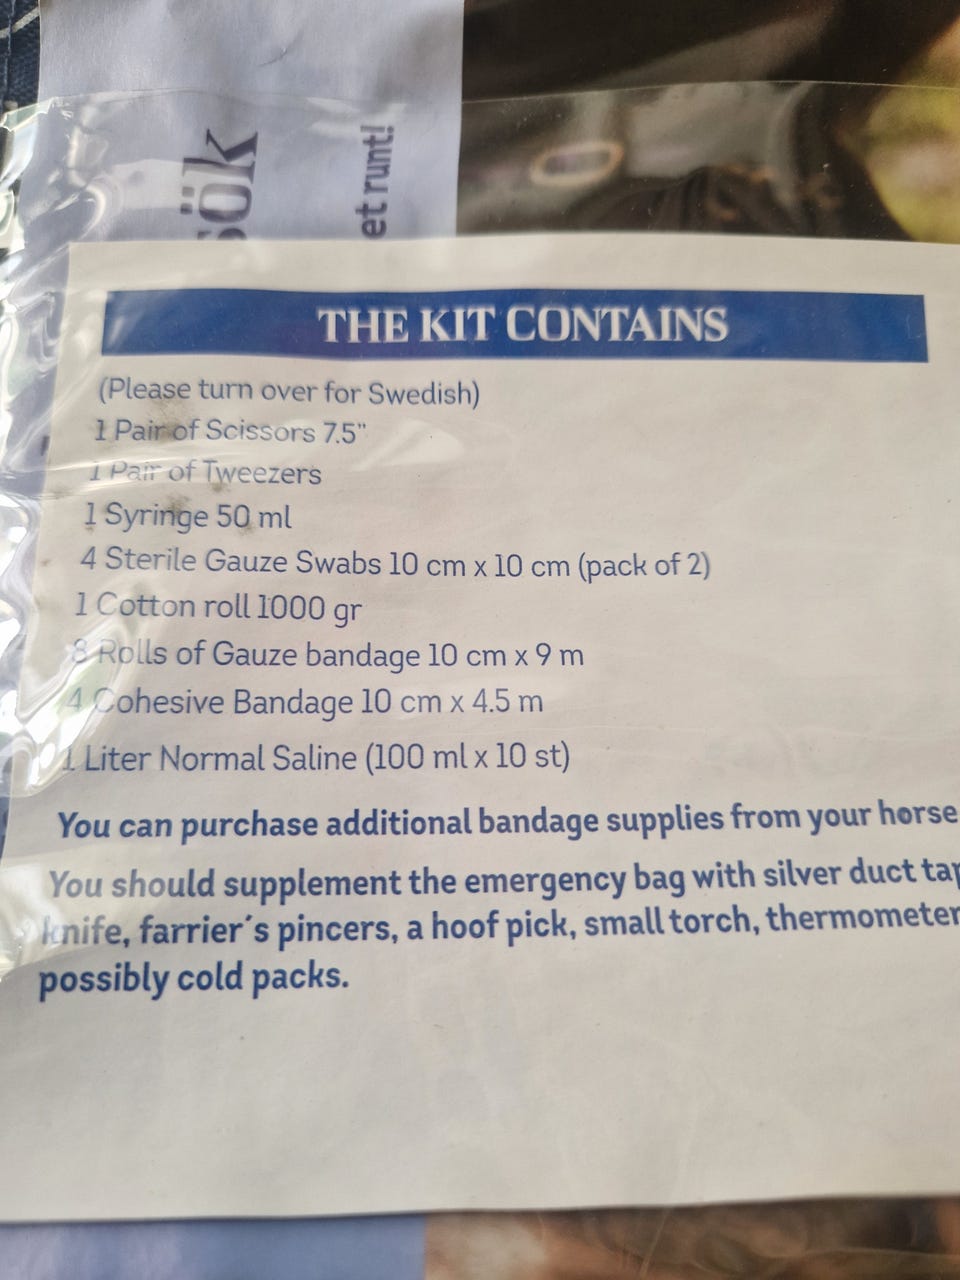 sök
et runt!
THE KIT CONTAINS
(Please turn over for Swedish)
1 Pair of Scissors 7.5"
1 Pair of Tweezers
1 Syringe 50 ml
4 Sterile Gauze Swabs 10 cm x 10 cm (pack of 2)
1 Cotton roll 1000 gr
8 Rolls of Gauze bandage 10 cm x 9 m
4 Cohesive Bandage 10 cm x 4.5 m
1 Liter Normal Saline (100 ml x 10 st)
You can purchase additional bandage supplies from your horse
You should supplement the emergency bag with silver duct tap
knife, farrier´s pincers, a hoof pick, small torch, thermometer
possibly cold packs.